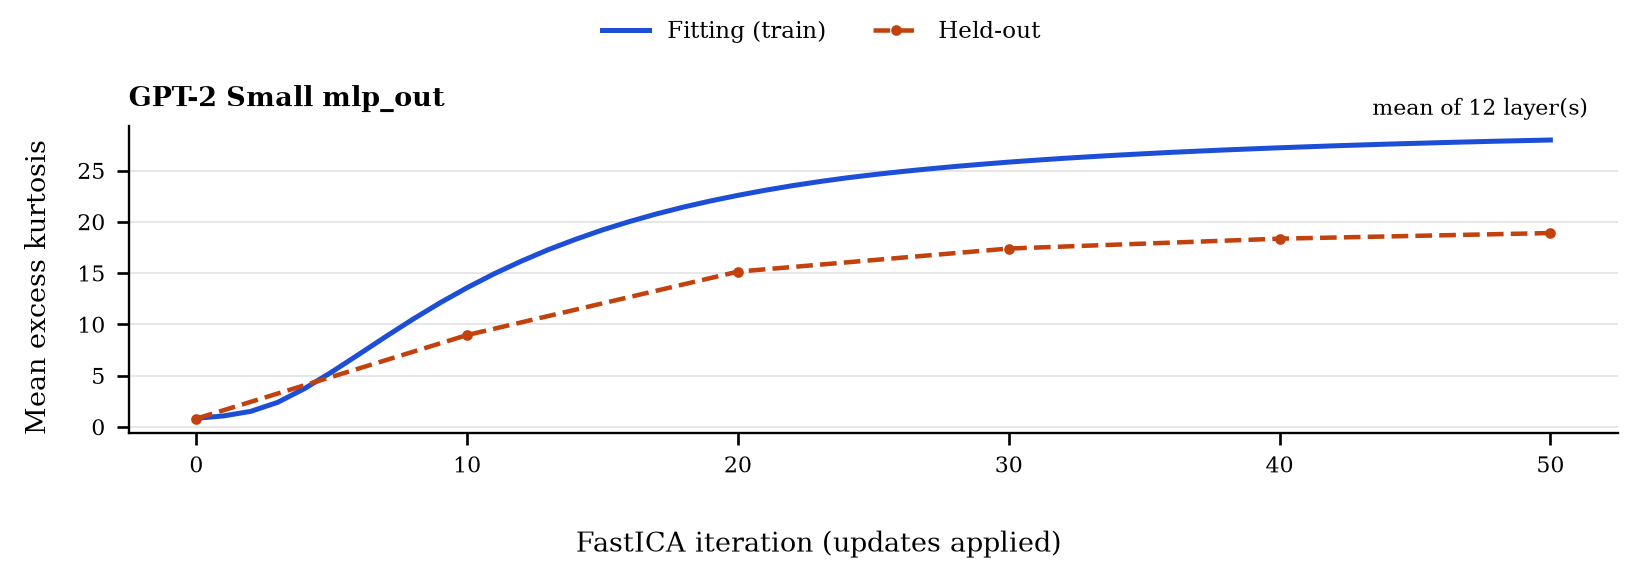 Fitting (train) Held-out
GPT-2 Small mlp_out
mean of 12 layer(s)
Mean excess kurtosis
25
20
15
10
5
0
0 10 20 30 40 50
FastICA iteration (updates applied)